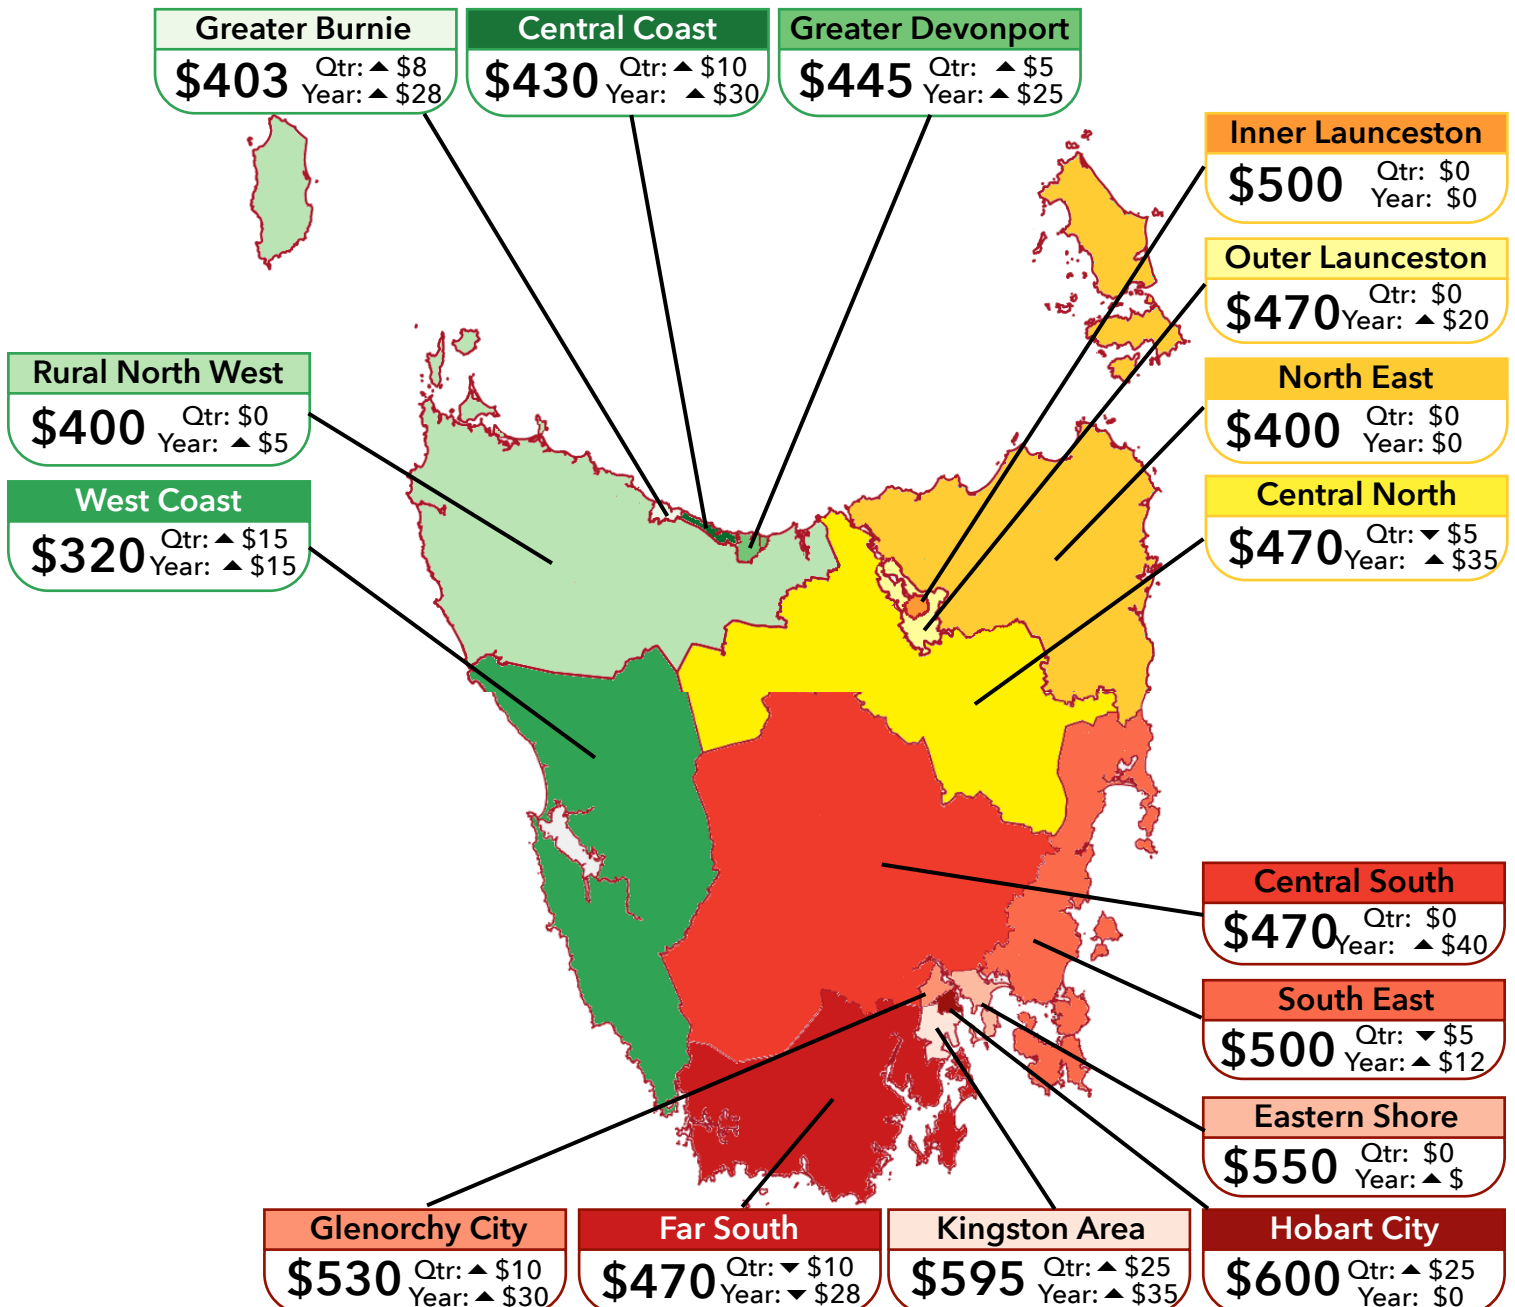 Greater Burnie
$403
Qtr: ▲ $8
Year: ▲ $28
Central Coast
$430
Qtr: ▲ $10
Year: ▲ $30
Greater Devonport
$445
Qtr: ▲ $5
Year: ▲ $25
Inner Launceston
$500
Qtr: $0
Year: $0
Outer Launceston
$470
Qtr: $0
Year: ▲ $20
Rural North West
$400
Qtr: $0
Year: ▲ $5
North East
$400
Qtr: $0
Year: $0
West Coast
$320
Qtr: ▲ $15
Year: ▲ $15
Central North
$470
Qtr: ▼ $5
Year: ▲ $35
Central South
$470
Qtr: $0
Year: ▲ $40
South East
$500
Qtr: ▼ $5
Year: ▲ $12
Eastern Shore
$550
Qtr: $0
Year: ▲ $
Glenorchy City
$530
Qtr: ▲ $10
Year: ▲ $30
Far South
$470
Qtr: ▼ $10
Year: ▼ $28
Kingston Area
$595
Qtr: ▲ $25
Year: ▲ $35
Hobart City
$600
Qtr: ▲ $25
Year: $0